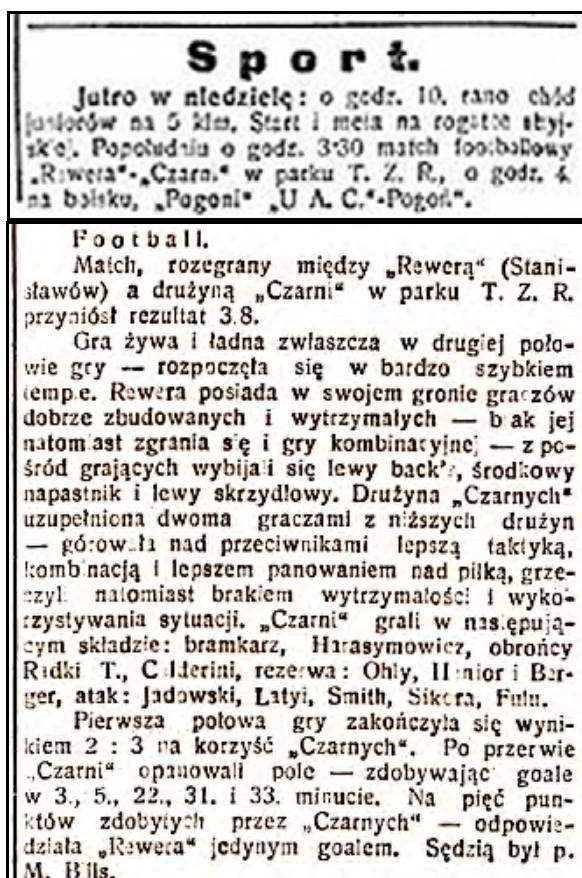 Sport.
Jutro w niedzielę: o godz. 10. rano chód
juniorów na 5 klm. Start i meta na rogatce stryj-
skiej. Popołudniu o godz. 3·30 match footballowy
„Rewera"-„Czarn." w parku T. Z. R., o godz. 4.
na boisku, „Pogoni" „U A. C."-Pogoń".
Football.
Match, rozegrany między „Rewerą" (Stani-
sławów) a drużyną „Czarni" w parku T. Z. R.
przyniósł rezultat 3.8.
Gra żywa i ładna zwłaszcza w drugiej poło-
wie gry — rozpoczęła się w bardzo szybkiem
tempie. Rewera posiada w swojem gronie graczów
dobrze zbudowanych i wytrzymałych — brak jej
natomiast zgrania się i gry kombinacyjnej — z po-
śród grających wybijali się lewy back, środkowy
napastnik i lewy skrzydłowy. Drużyna „Czarnych"
uzupełniona dwoma graczami z niższych drużyn
— górowała nad przeciwnikami lepszą taktyką,
kombinacją i lepszem panowaniem nad piłką, grze-
szyli natomiast brakiem wytrzymałości i wyko-
rzystywania sytuacji. „Czarni" grali w następują-
cym składzie: bramkarz, Harasymowicz, obrońcy
Radki T., Calderini, rezerwa: Ohly, Hunior i Bar-
ger, atak: Jadowski, Latyi, Smith, Sikora, Fulu.
Pierwsza połowa gry zakończyła się wyni-
kiem 2 : 3 na korzyść „Czarnych". Po przerwie
„Czarni" opanowali pole — zdobywając goale
w 3., 5., 22., 31. i 33. minucie. Na pięć pun-
któw zdobytych przez „Czarnych" — odpowie-
działa „Rewera" jedynym goalem. Sędzią był p.
M. Bills.